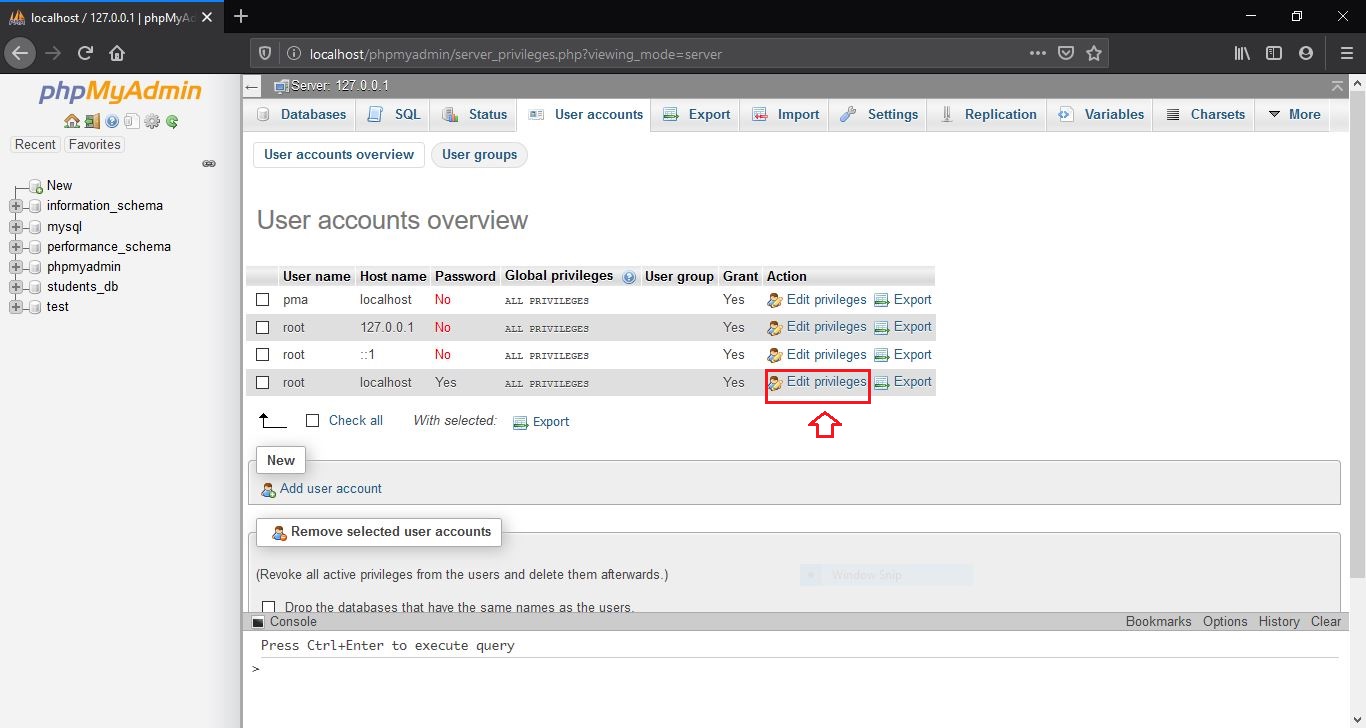 localhost / 127.0.0.1 | phpMyAd
localhost/phpmyadmin/server_privileges.php?viewing_mode=server
phpMyAdmin
Recent Favorites
New
information_schema
mysql
performance_schema
phpmyadmin
students_db
test
Server: 127.0.0.1
Databases SQL Status User accounts Export Import Settings Replication Variables Charsets More
User accounts overview User groups
User accounts overview
User name Host name Password Global privileges User group Grant Action
pma localhost No ALL PRIVILEGES Yes Edit privileges Export
root 127.0.0.1 No ALL PRIVILEGES Yes Edit privileges Export
root ::1 No ALL PRIVILEGES Yes Edit privileges Export
root localhost Yes ALL PRIVILEGES Yes Edit privileges Export
Check all With selected: Export
New
Add user account
Remove selected user accounts
(Revoke all active privileges from the users and delete them afterwards.)
Window Snip
Drop the databases that have the same names as the users.
Console Bookmarks Options History Clear
Press Ctrl+Enter to execute query
>